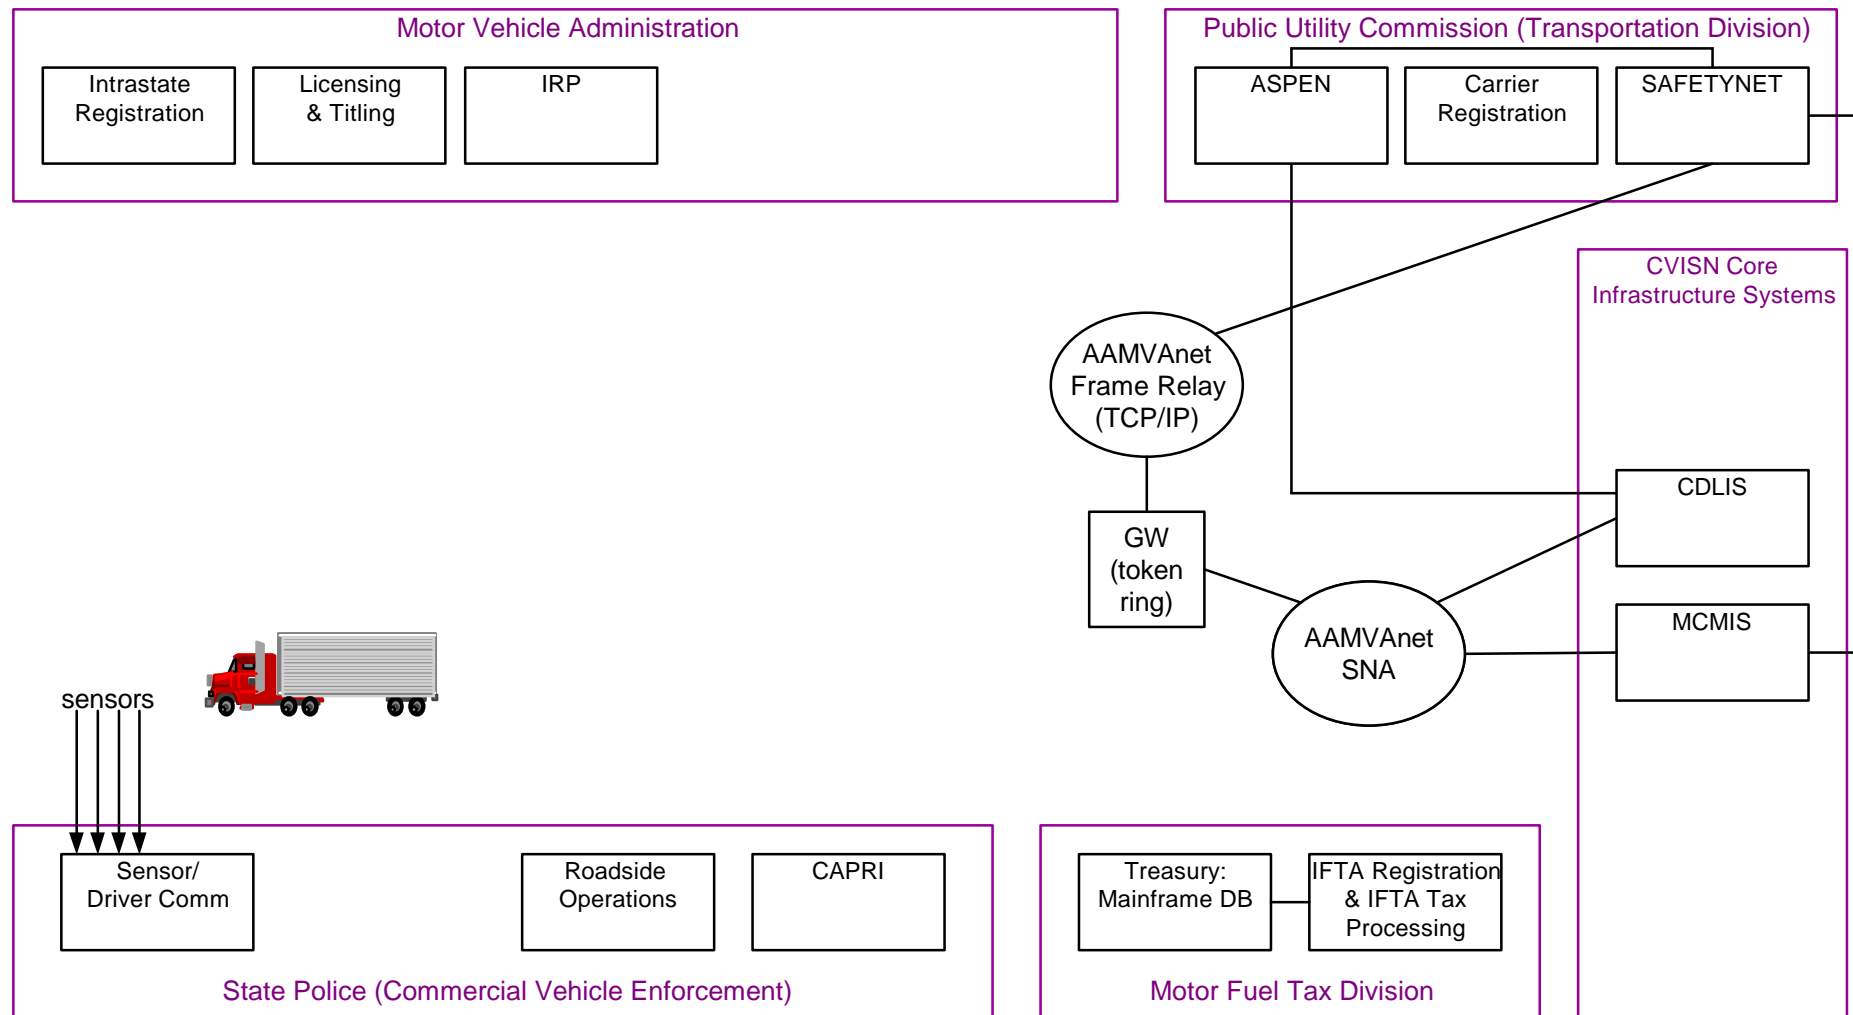 Motor Vehicle Administration
Intrastate
Registration
Licensing
& Titling
IRP
Public Utility Commission (Transportation Division)
ASPEN
Carrier
Registration
SAFETYNET
CVISN Core
Infrastructure Systems
AAMVAnet
Frame Relay
(TCP/IP)
CDLIS
GW
(token
ring)
AAMVAnet
SNA
MCMIS
sensors
Sensor/
Driver Comm
Roadside
Operations
CAPRI
State Police (Commercial Vehicle Enforcement)
Treasury:
Mainframe DB
IFTA Registration
& IFTA Tax
Processing
Motor Fuel Tax Division